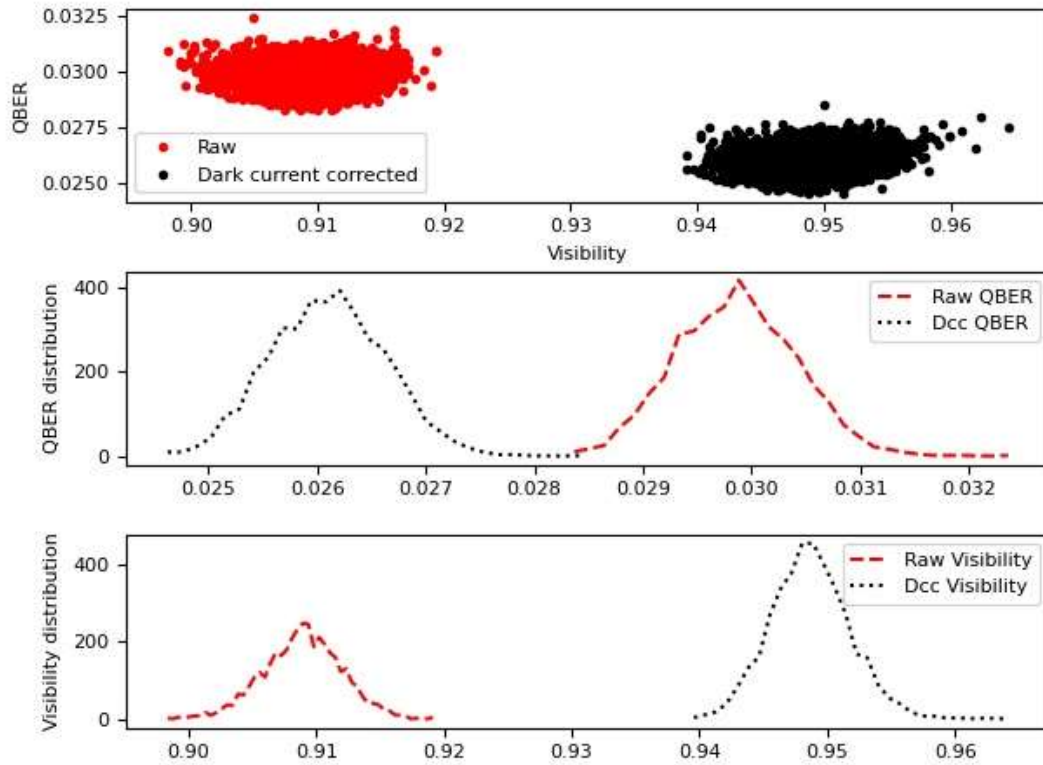 0.0325
0.0300
0.0275
0.0250
QBER
Raw
Dark current corrected
0.90 0.91 0.92 0.93 0.94 0.95 0.96
Visibility
400
200
0
QBER distribution
Raw QBER
Dcc QBER
0.025 0.026 0.027 0.028 0.029 0.030 0.031 0.032
400
200
0
Visibility distribution
Raw Visibility
Dcc Visibility
0.90 0.91 0.92 0.93 0.94 0.95 0.96